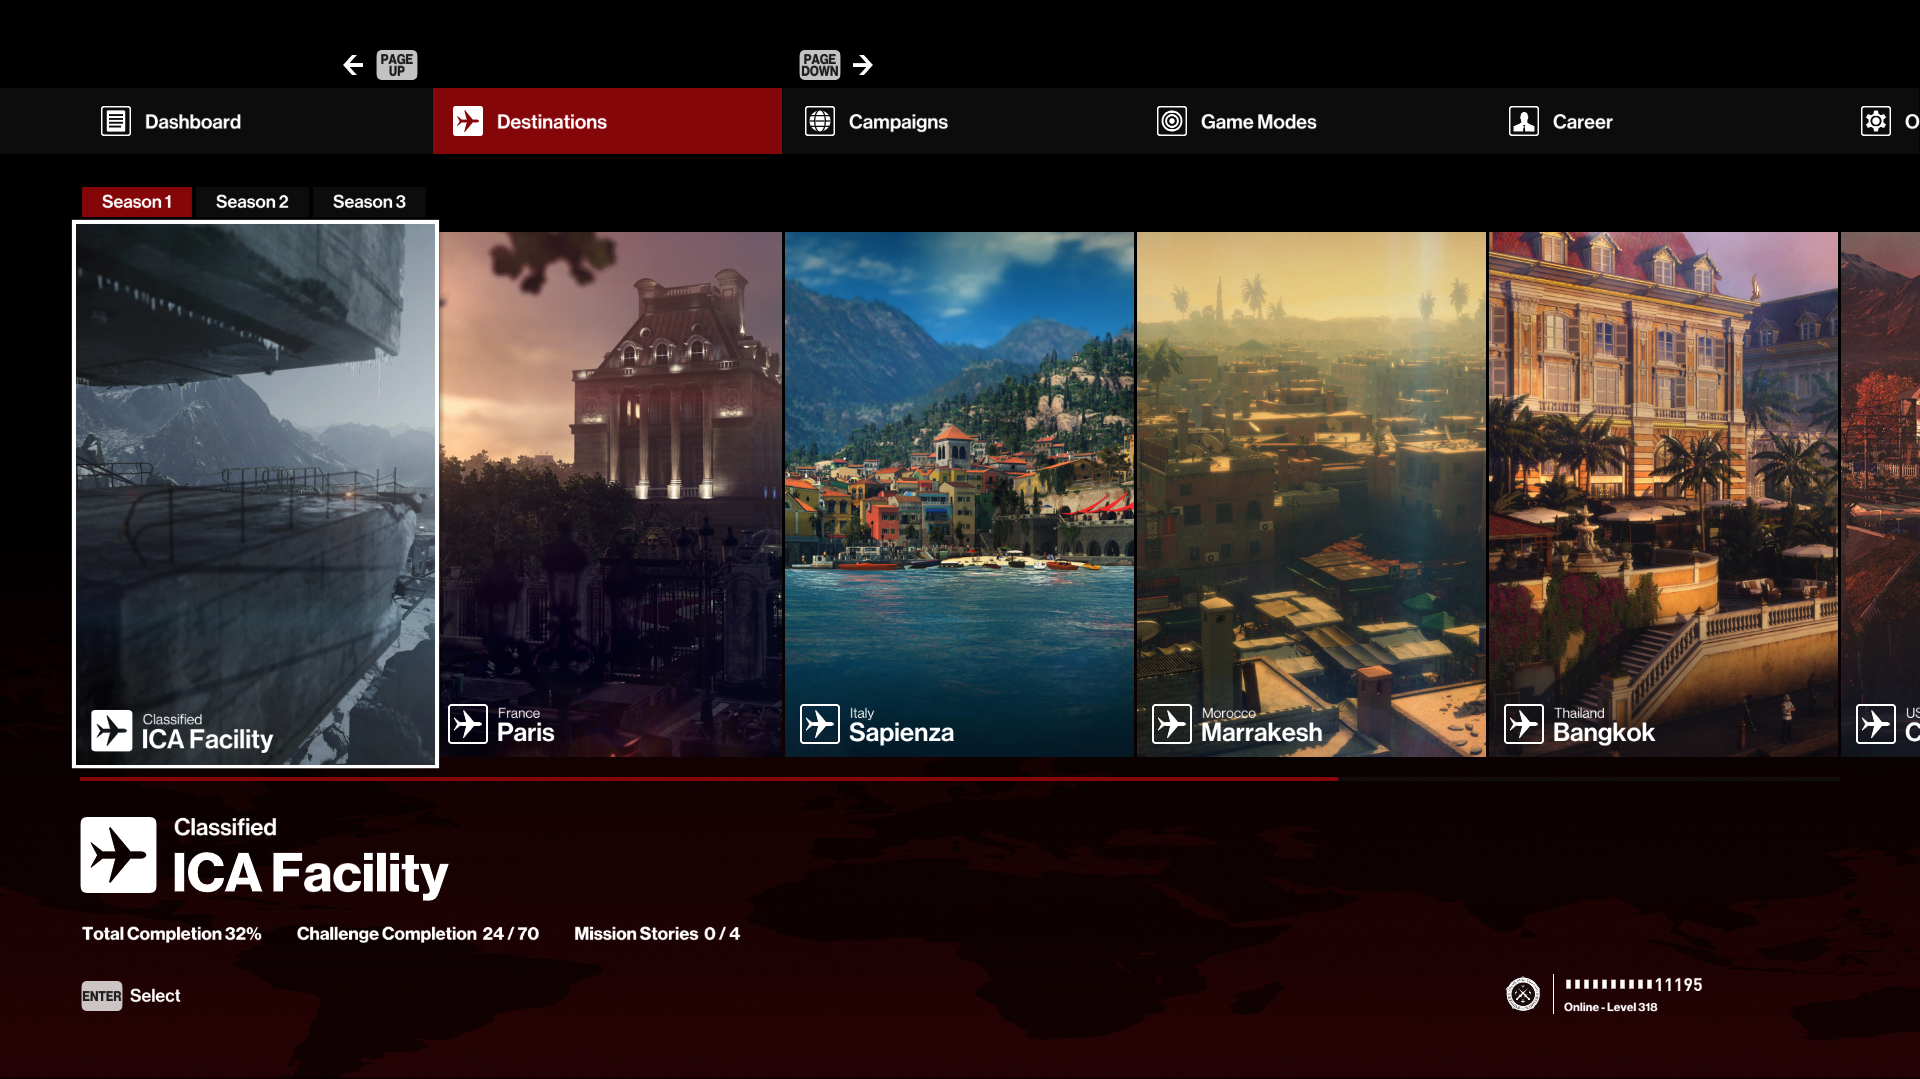 PAGE UP
PAGE DOWN
Dashboard
Destinations
Campaigns
Game Modes
Career
O
Season 1
Season 2
Season 3
Classified
ICA Facility
France
Paris
Italy
Sapienza
Morocco
Marrakesh
Thailand
Bangkok
US
C
Classified
ICA Facility
Total Completion 32%
Challenge Completion 24 / 70
Mission Stories 0 / 4
ENTER Select
11195
Online - Level 318